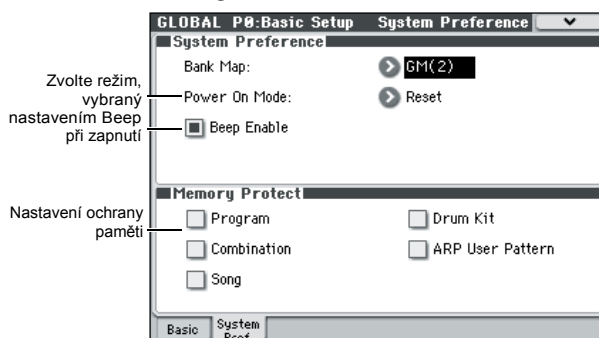 GLOBAL P0:Basic Setup System Preference
System Preference
Bank Map: GM(2)
Power On Mode: Reset
Beep Enable
Zvolte režim,
vybraný
nastavením Beep
při zapnutí
Memory Protect
Program Drum Kit
Combination ARP User Pattern
Song
Nastavení ochrany
paměti
Basic System
Pref.